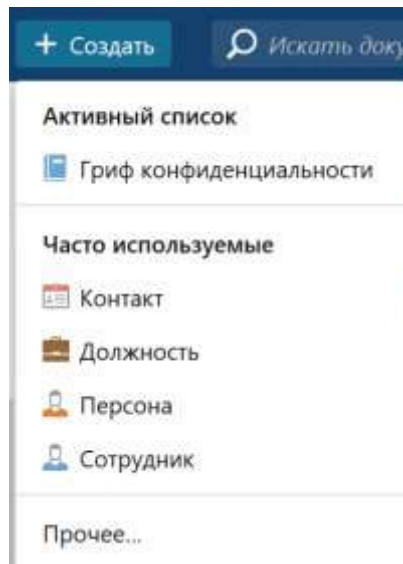 + Создать
Искать доку
Активный список
Гриф конфиденциальности
Часто используемые
Контакт
Должность
Персона
Сотрудник
Прочее...